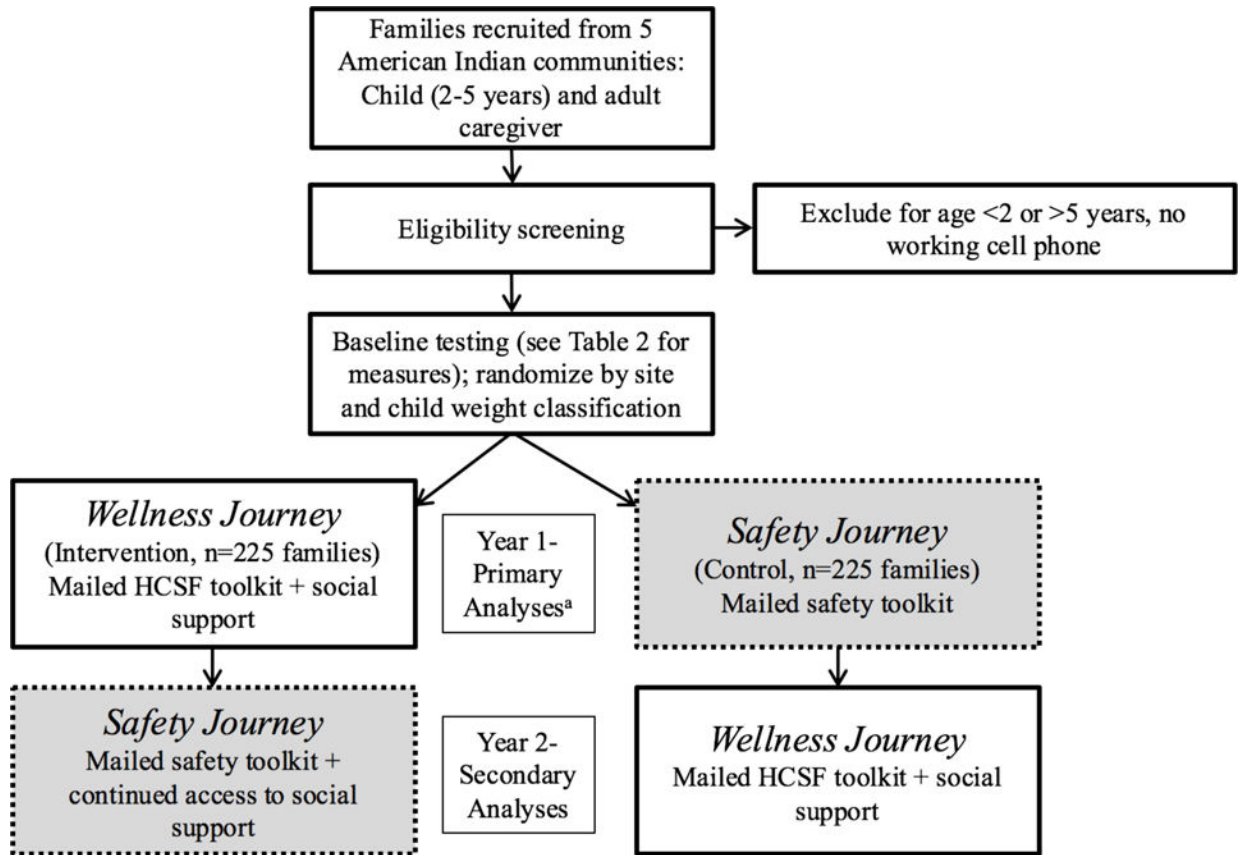 Families recruited from 5
American Indian communities:
Child (2-5 years) and adult
caregiver
Eligibility screening
Exclude for age <2 or >5 years, no
working cell phone
Baseline testing (see Table 2 for
measures); randomize by site
and child weight classification
Wellness Journey
(Intervention, n=225 families)
Mailed HCSF toolkit + social
support
Year 1-
Primary
Analysesᵃ
Safety Journey
(Control, n=225 families)
Mailed safety toolkit
Safety Journey
Mailed safety toolkit +
continued access to social
support
Year 2-
Secondary
Analyses
Wellness Journey
Mailed HCSF toolkit + social
support